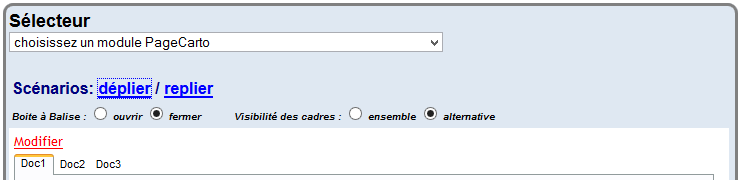 Sélecteur
choisissez un module PageCarto
Scénarios: déplier / replier
Boite à Balise : ouvrir fermer Visibilité des cadres : ensemble alternative
Modifier
Doc1 Doc2 Doc3